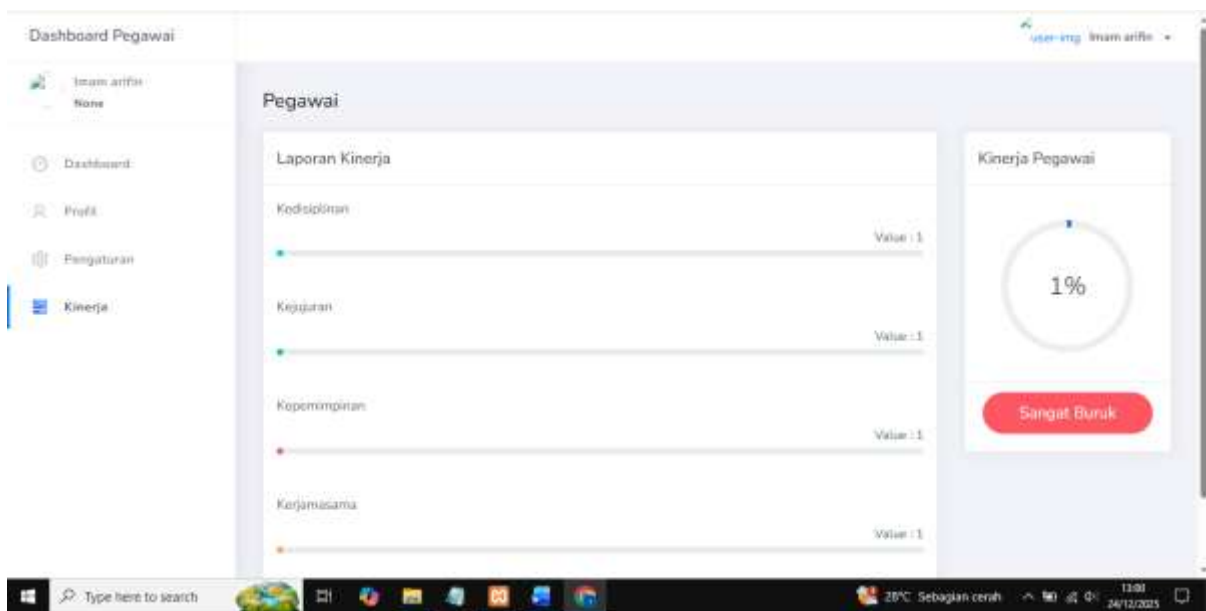 Dashboard Pegawai
user-img Imam arifin
Imam arifin
None
Dashboard
Profil
Pengaturan
Kinerja
Pegawai
Laporan Kinerja
Kedisiplinan
Value : 1
Kejujuran
Value : 1
Kepemimpinan
Value : 1
Kerjamasama
Value : 1
Kinerja Pegawai
1%
Sangat Buruk
Type here to search
28°C Sebagian cerah
13:00
24/12/2025